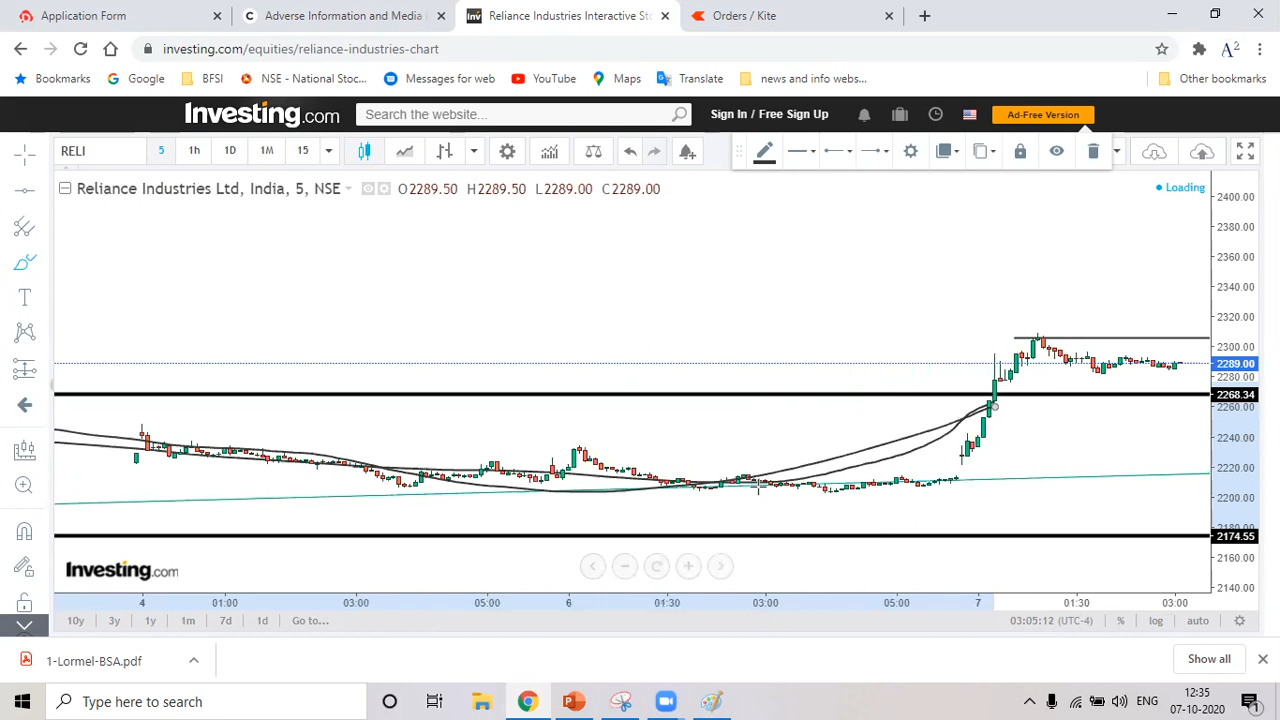 Application Form
Adverse Information and Media
Reliance Industries Interactive Sto
Orders / Kite
investing.com/equities/reliance-industries-chart
Bookmarks
Google
BFSI
NSE - National Stoc...
Messages for web
YouTube
Maps
Translate
news and info webs...
Other bookmarks
Investing.com
Search the website...
Sign In / Free Sign Up
Ad-Free Version
RELI
5
1h
1D
1M
15
Reliance Industries Ltd, India, 5, NSE
O2289.50 H2289.50 L2289.00 C2289.00
Loading
2400.00
2380.00
2360.00
2340.00
2320.00
2300.00
2289.00
2280.00
2268.34
2260.00
2240.00
2220.00
2200.00
2180.00
2174.55
2160.00
2140.00
Investing.com
4
01:00
03:00
05:00
6
01:30
03:00
05:00
7
01:30
03:00
10y
3y
1y
1m
7d
1d
Go to...
03:05:12 (UTC-4)
%
log
auto
1-Lormel-BSA.pdf
Show all
Type here to search
ENG
12:35
07-10-2020